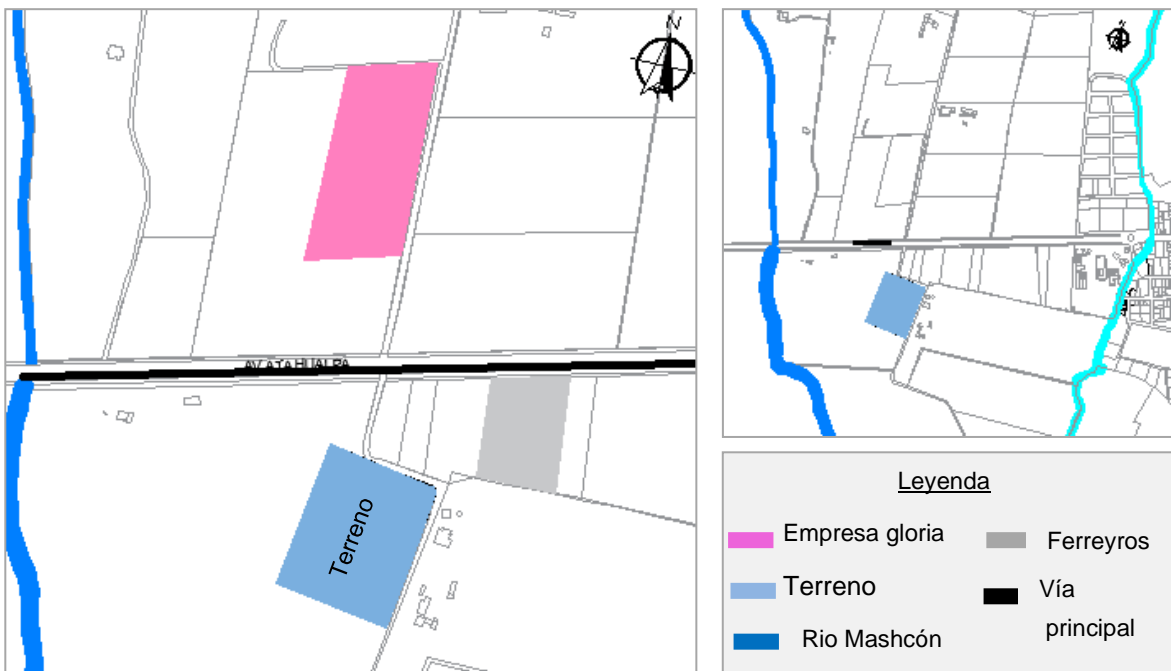 N
AV.ATAHUALPA
Terreno
Leyenda
Empresa gloria
Ferreyros
Terreno
Vía
principal
Rio Mashcón